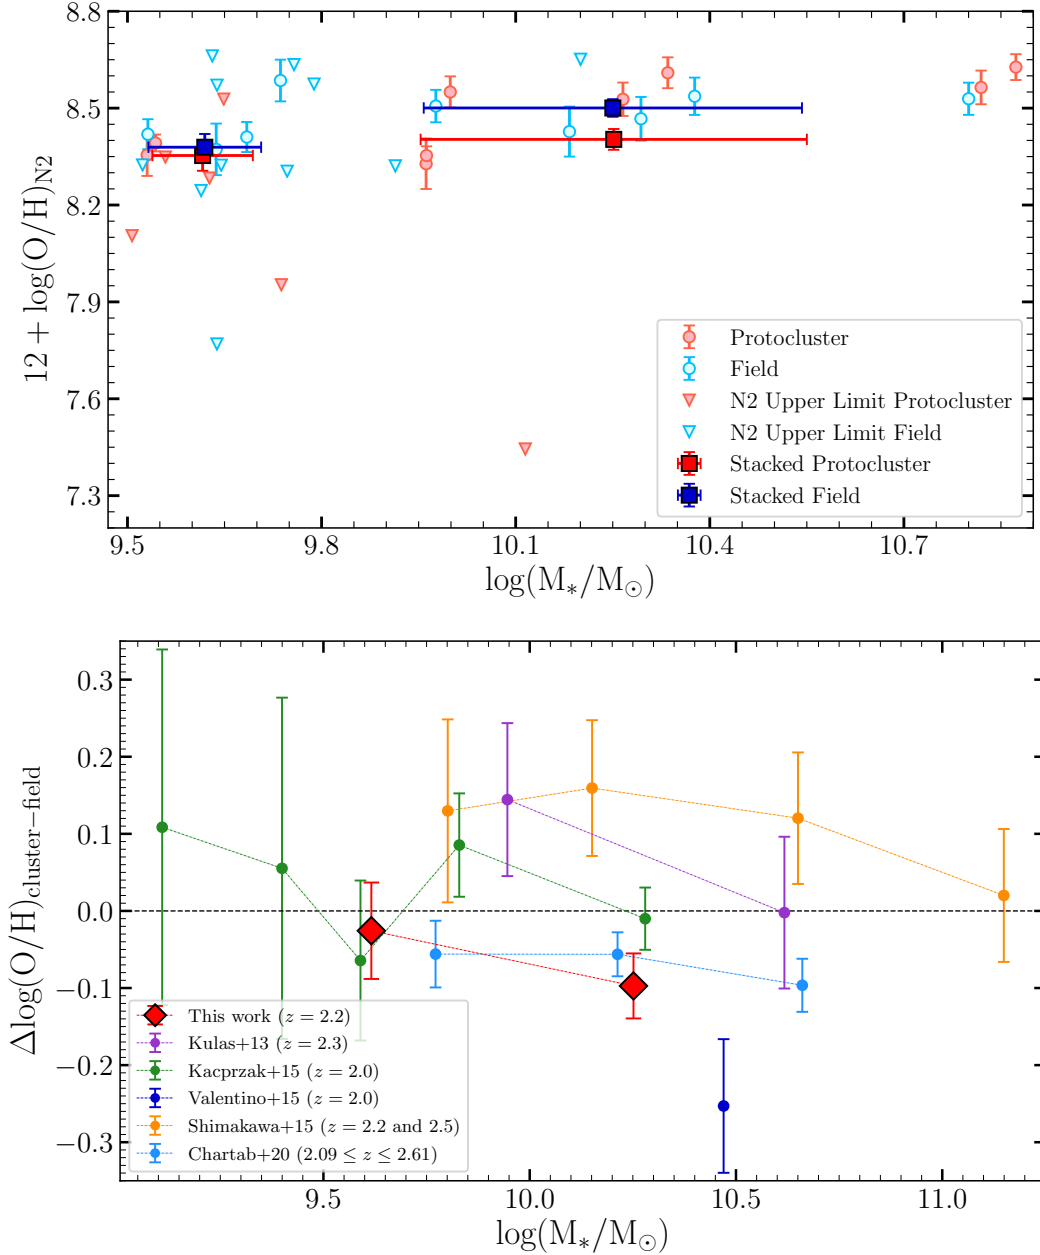 8.8
8.5
8.2
7.9
7.6
7.3
12 + log(O/H)N2
Protocluster
Field
N2 Upper Limit Protocluster
N2 Upper Limit Field
Stacked Protocluster
Stacked Field
9.5 9.8 10.1 10.4 10.7
log(M∗/M⊙)
0.3
0.2
0.1
0.0
−0.1
−0.2
−0.3
Δlog(O/H)cluster−field
This work (z = 2.2)
Kulas+13 (z = 2.3)
Kacprzak+15 (z = 2.0)
Valentino+15 (z = 2.0)
Shimakawa+15 (z = 2.2 and 2.5)
Chartab+20 (2.09 ≤ z ≤ 2.61)
9.5 10.0 10.5 11.0
log(M∗/M⊙)